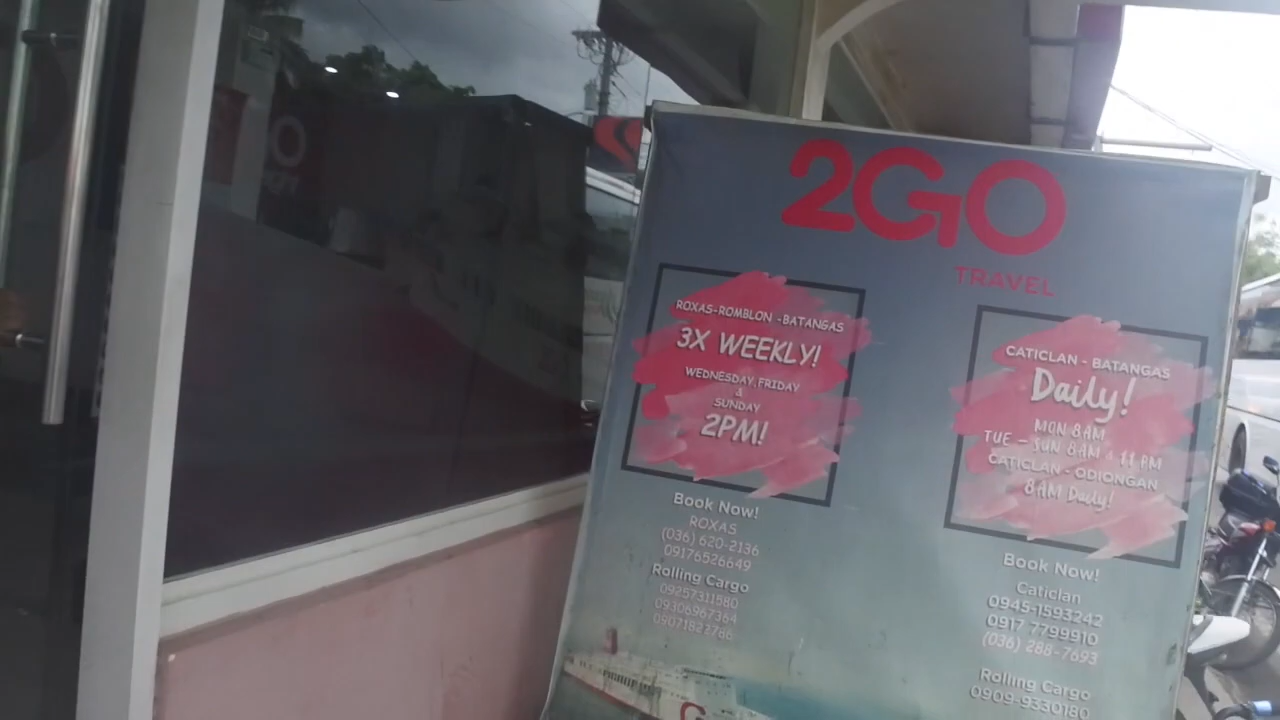 2GO
TRAVEL
ROXAS-ROMBLON -BATANGAS
3X WEEKLY!
WEDNESDAY, FRIDAY
&
SUNDAY
2PM!
Book Now!
ROXAS
(036) 620-2136
09176526649
Rolling Cargo
09257311580
09306967364
09071822786
CATICLAN - BATANGAS
Daily!
MON 8AM
TUE – SUN 8AM & 11 PM
CATICLAN - ODIONGAN
8AM Daily!
Book Now!
Caticlan
0945-1593242
0917 7799910
(036) 288-7693
Rolling Cargo
0909-9330180